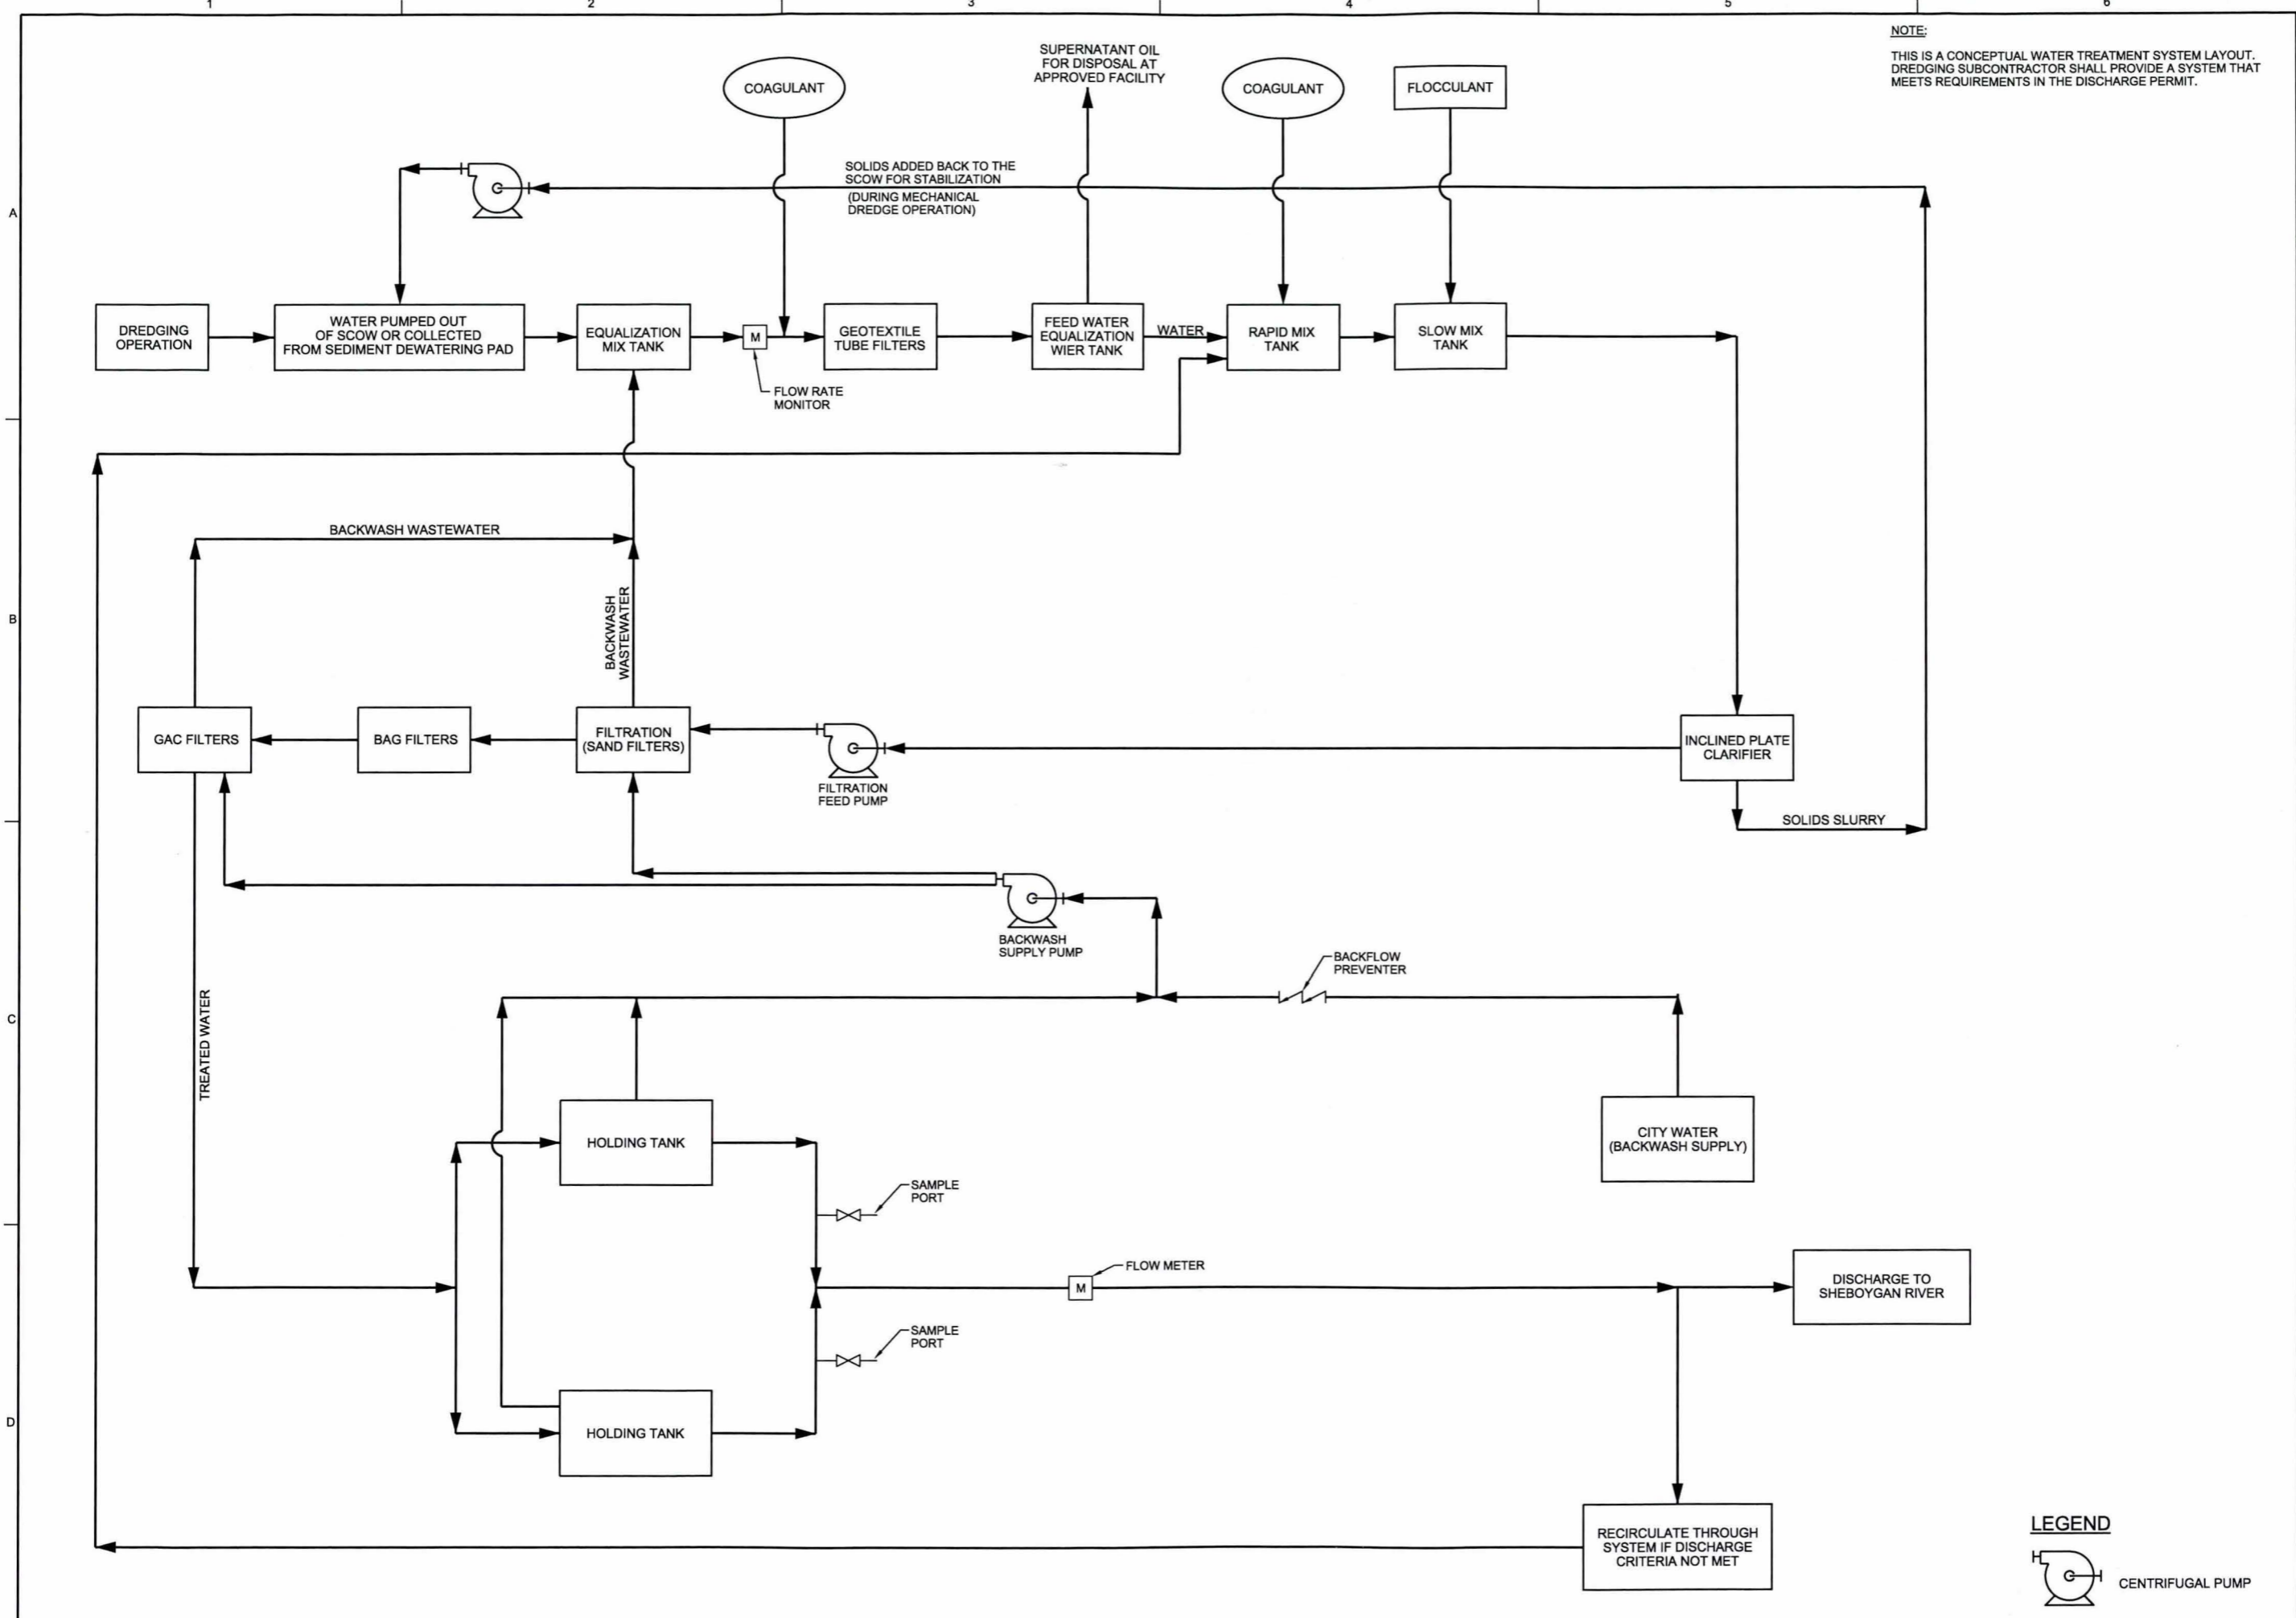 1
2
3
4
5
6
NOTE:
THIS IS A CONCEPTUAL WATER TREATMENT SYSTEM LAYOUT.
DREDGING SUBCONTRACTOR SHALL PROVIDE A SYSTEM THAT
MEETS REQUIREMENTS IN THE DISCHARGE PERMIT.
COAGULANT
SUPERNATANT OIL
FOR DISPOSAL AT
APPROVED FACILITY
COAGULANT
FLOCCULANT
A
SOLIDS ADDED BACK TO THE
SCOW FOR STABILIZATION
(DURING MECHANICAL
DREDGE OPERATION)
DREDGING
OPERATION
WATER PUMPED OUT
OF SCOW OR COLLECTED
FROM SEDIMENT DEWATERING PAD
EQUALIZATION
MIX TANK
M
FLOW RATE
MONITOR
GEOTEXTILE
TUBE FILTERS
FEED WATER
EQUALIZATION
WIER TANK
WATER
RAPID MIX
TANK
SLOW MIX
TANK
BACKWASH WASTEWATER
B
BACKWASH
WASTEWATER
GAC FILTERS
BAG FILTERS
FILTRATION
(SAND FILTERS)
FILTRATION
FEED PUMP
INCLINED PLATE
CLARIFIER
SOLIDS SLURRY
BACKWASH
SUPPLY PUMP
BACKFLOW
PREVENTER
C
TREATED WATER
HOLDING TANK
CITY WATER
(BACKWASH SUPPLY)
SAMPLE
PORT
FLOW METER
M
DISCHARGE TO
SHEBOYGAN RIVER
SAMPLE
PORT
D
HOLDING TANK
RECIRCULATE THROUGH
SYSTEM IF DISCHARGE
CRITERIA NOT MET
LEGEND
CENTRIFUGAL PUMP